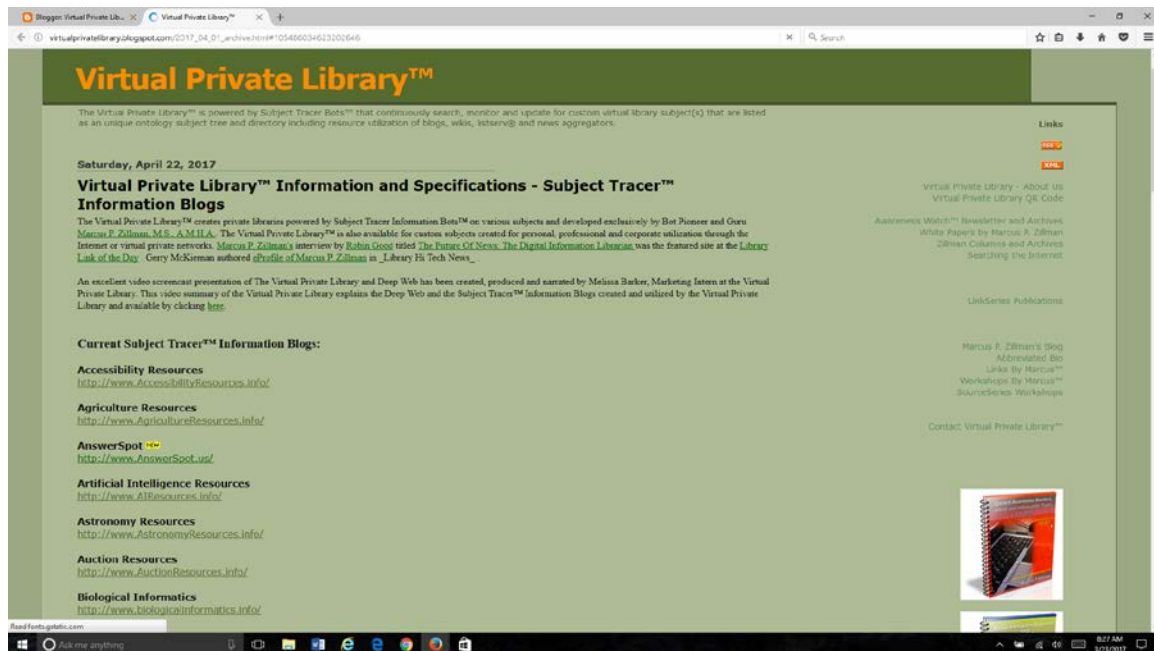 Blogger: Virtual Private Lib...
Virtual Private Library™
virtualprivatelibrary.blogspot.com/2017_04_01_archive.html#105466034623202646
Search
Virtual Private Library™
The Virtual Private Library™ is powered by Subject Tracer Bots™ that continuously search, monitor and update for custom virtual library subject(s) that are listed
as an unique ontology subject tree and directory including resource utilization of blogs, wikis, listserv® and news aggregators.
Saturday, April 22, 2017
Virtual Private Library™ Information and Specifications - Subject Tracer™
Information Blogs
The Virtual Private Library™ creates private libraries powered by Subject Tracer Information Bots™ on various subjects and developed exclusively by Bot Pioneer and Guru
Marcus P. Zillman, M.S., A.M.H.A. The Virtual Private Library™ is also available for custom subjects created for personal, professional and corporate utilization through the
Internet or virtual private networks. Marcus P. Zillman's interview by Robin Good titled The Future Of News: The Digital Information Librarian was the featured site at the Library
Link of the Day Gerry McKiernan authored eProfile of Marcus P. Zillman in _Library Hi Tech News_
An excellent video screencast presentation of The Virtual Private Library and Deep Web has been created, produced and narrated by Melissa Barker, Marketing Intern at the Virtual
Private Library. This video summary of the Virtual Private Library explains the Deep Web and the Subject Tracer™ Information Blogs created and utilized by the Virtual Private
Library and available by clicking here.
Current Subject Tracer™ Information Blogs:
Accessibility Resources
http://www.AccessibilityResources.info/
Agriculture Resources
http://www.AgricultureResources.info/
AnswerSpot NEW
http://www.AnswerSpot.us/
Artificial Intelligence Resources
http://www.AIResources.info/
Astronomy Resources
http://www.AstronomyResources.info/
Auction Resources
http://www.AuctionResources.info/
Biological Informatics
http://www.biologicalinformatics.info/
Links
XML
Virtual Private Library - About Us
Virtual Private Library QR Code
Awareness Watch™ Newsletter and Archives
White Papers by Marcus P. Zillman
Zillman Columns and Archives
Searching the Internet
LinkSeries Publications
Marcus P. Zillman's Blog
Abbreviated Bio
Links By Marcus™
Workshops By Marcus™
SourceSeries Workshops
Contact Virtual Private Library™
Read fonts.gstatic.com
Ask me anything
8:27 AM
3/23/2017